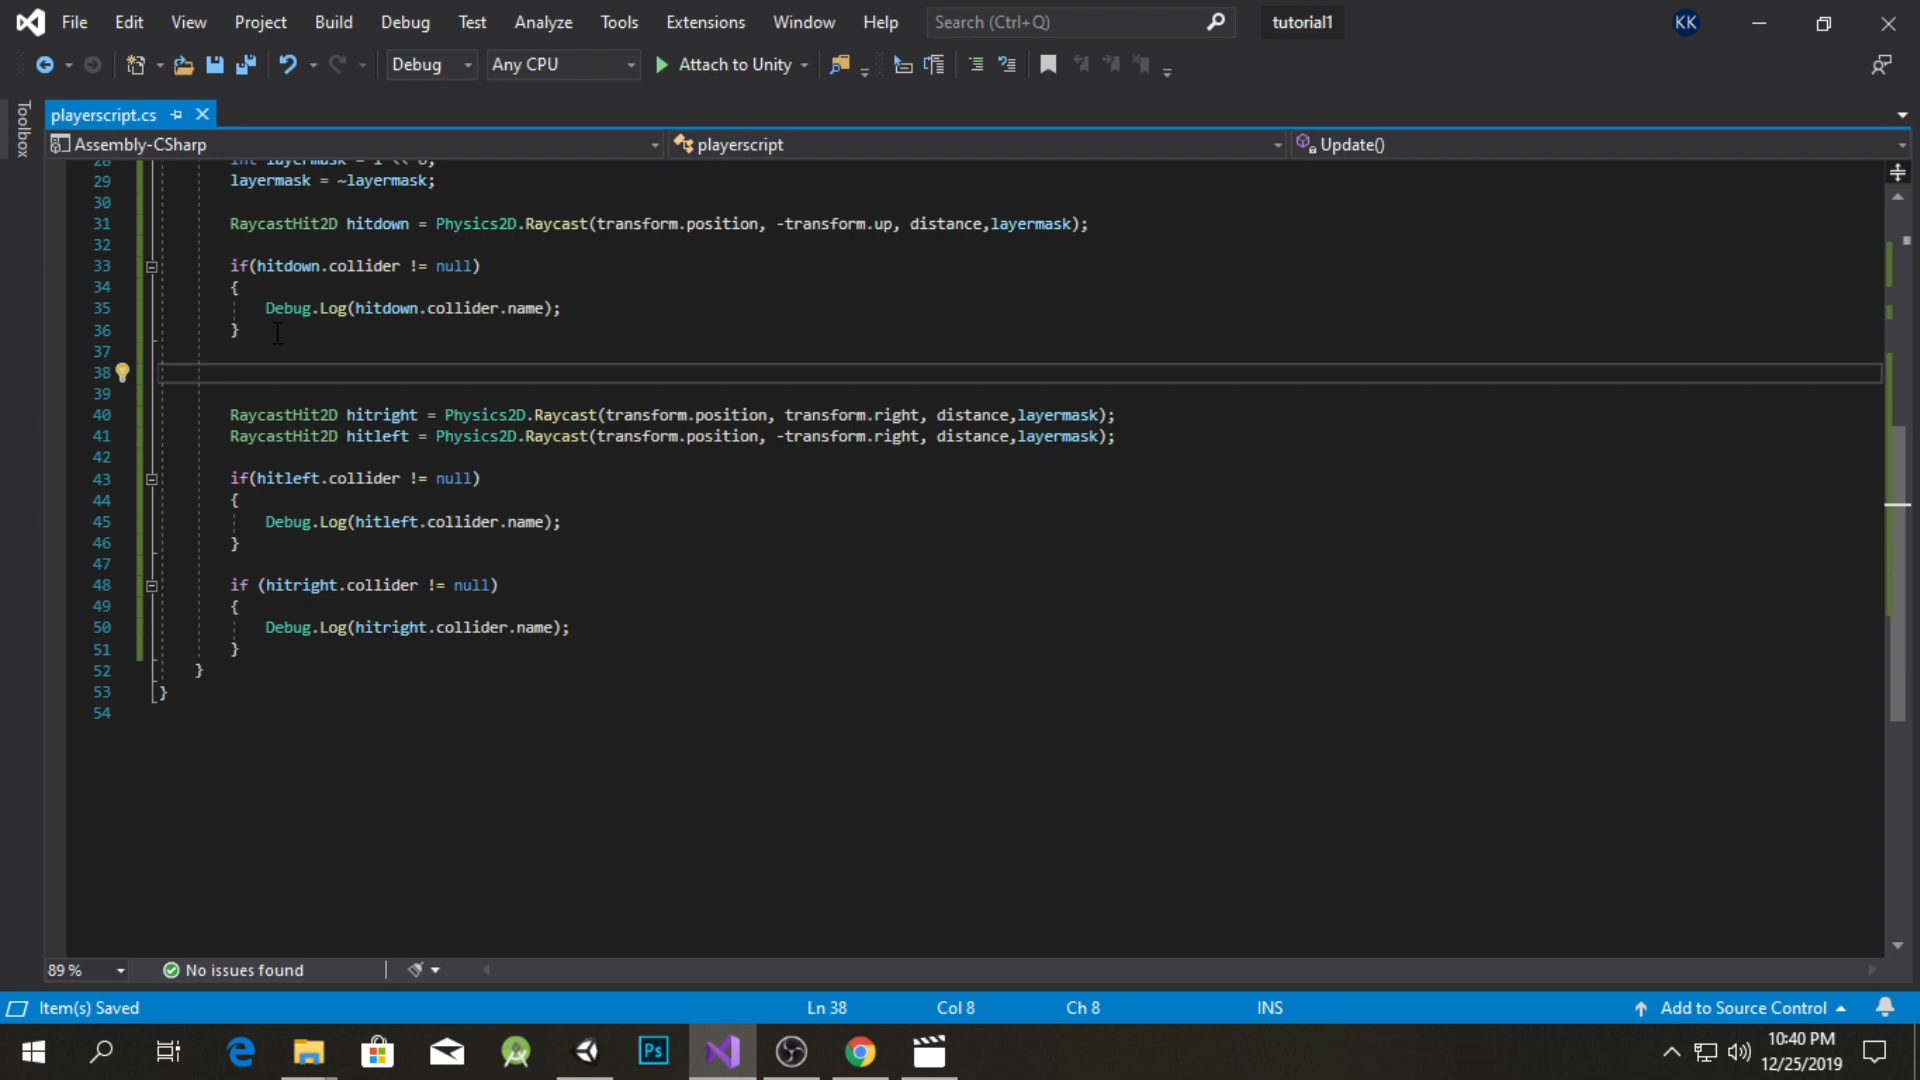 File Edit View Project Build Debug Test Analyze Tools Extensions Window Help Search (Ctrl+Q) tutorial1 KK
Debug Any CPU Attach to Unity
Toolbox
playerscript.cs
Assembly-CSharp playerscript Update()
28
29 layermask = ~layermask;
30
31 RaycastHit2D hitdown = Physics2D.Raycast(transform.position, -transform.up, distance,layermask);
32
33 if(hitdown.collider != null)
34 {
35 Debug.Log(hitdown.collider.name);
36 }
37
38
39
40 RaycastHit2D hitright = Physics2D.Raycast(transform.position, transform.right, distance,layermask);
41 RaycastHit2D hitleft = Physics2D.Raycast(transform.position, -transform.right, distance,layermask);
42
43 if(hitleft.collider != null)
44 {
45 Debug.Log(hitleft.collider.name);
46 }
47
48 if (hitright.collider != null)
49 {
50 Debug.Log(hitright.collider.name);
51 }
52 }
53 }
54
89 % No issues found
Item(s) Saved Ln 38 Col 8 Ch 8 INS Add to Source Control
Ps
10:40 PM
12/25/2019